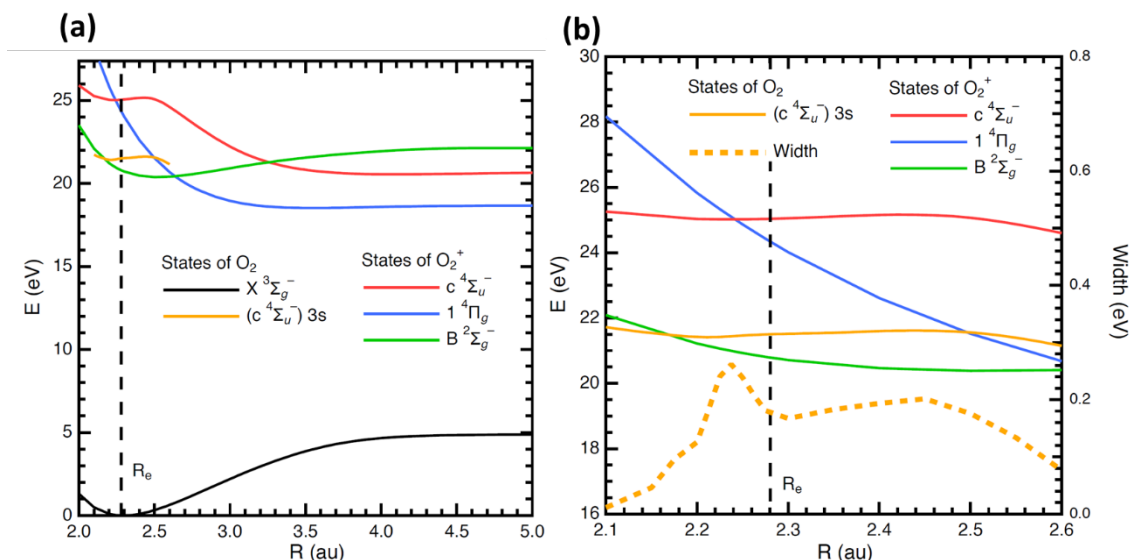 (a)
E (eV)
25
20
15
10
5
0
2.0
2.5
3.0
3.5
4.0
4.5
5.0
R (au)
R_e
States of O₂
X ³Σg⁻
(c ⁴Σu⁻) 3s
States of O₂⁺
c ⁴Σu⁻
1 ⁴Πg
B ²Σg⁻
(b)
E (eV)
30
28
26
24
22
20
18
16
2.1
2.2
2.3
2.4
2.5
2.6
R (au)
R_e
States of O₂
(c ⁴Σu⁻) 3s
Width
States of O₂⁺
c ⁴Σu⁻
1 ⁴Πg
B ²Σg⁻
0.8
0.6
0.4
0.2
0.0
Width (eV)